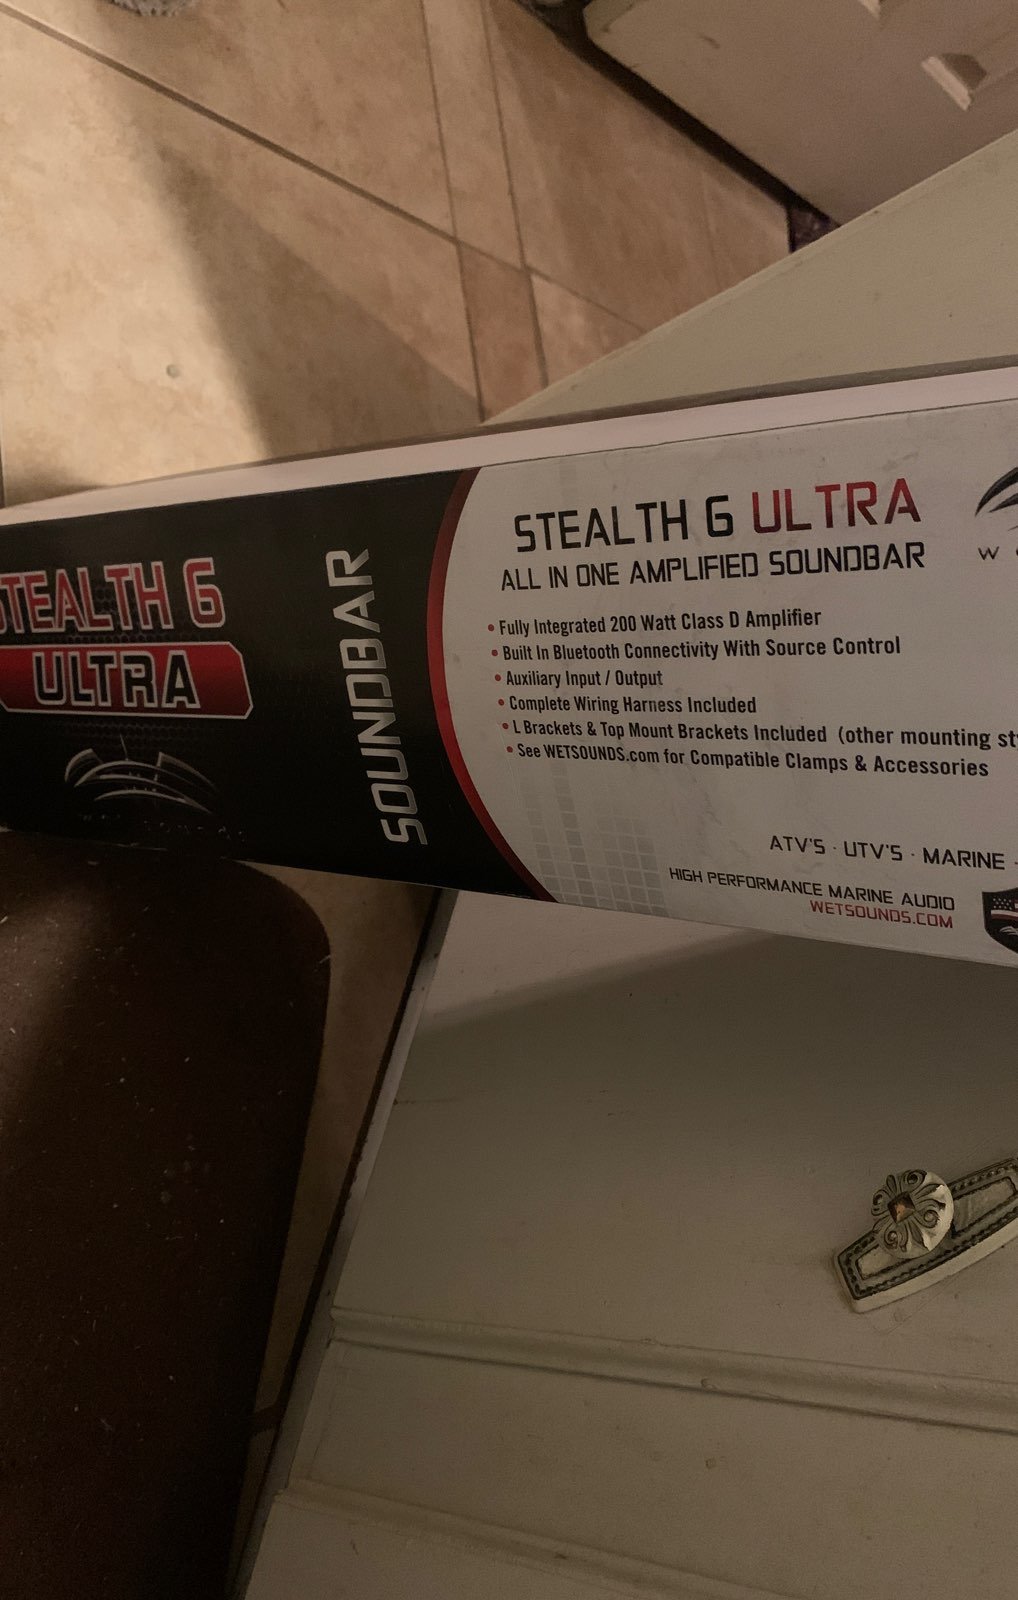 STEALTH 6
ULTRA
SOUNDBAR
STEALTH 6 ULTRA
ALL IN ONE AMPLIFIED SOUNDBAR
• Fully Integrated 200 Watt Class D Amplifier
• Built In Bluetooth Connectivity With Source Control
• Auxiliary Input / Output
• Complete Wiring Harness Included
• L Brackets & Top Mount Brackets Included (other mounting
• See WETSOUNDS.com for Compatible Clamps & Accessories
ATV'S · UTV'S · MARINE ·
HIGH PERFORMANCE MARINE AUDIO
WETSOUNDS.COM
W